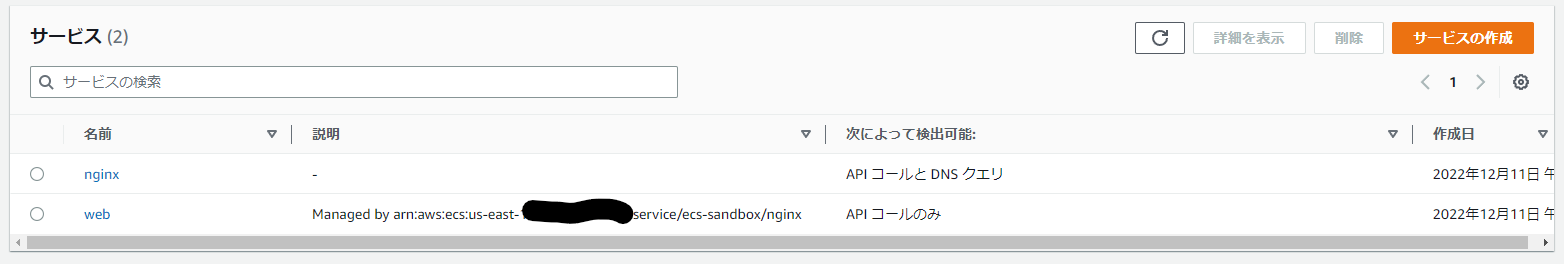 サービス (2)
詳細を表示
削除
サービスの作成
サービスの検索
1
名前 説明 次によって検出可能: 作成日
nginx - API コールと DNS クエリ 2022年12月11日 午
web Managed by arn:aws:ecs:us-east- service/ecs-sandbox/nginx API コールのみ 2022年12月11日 午